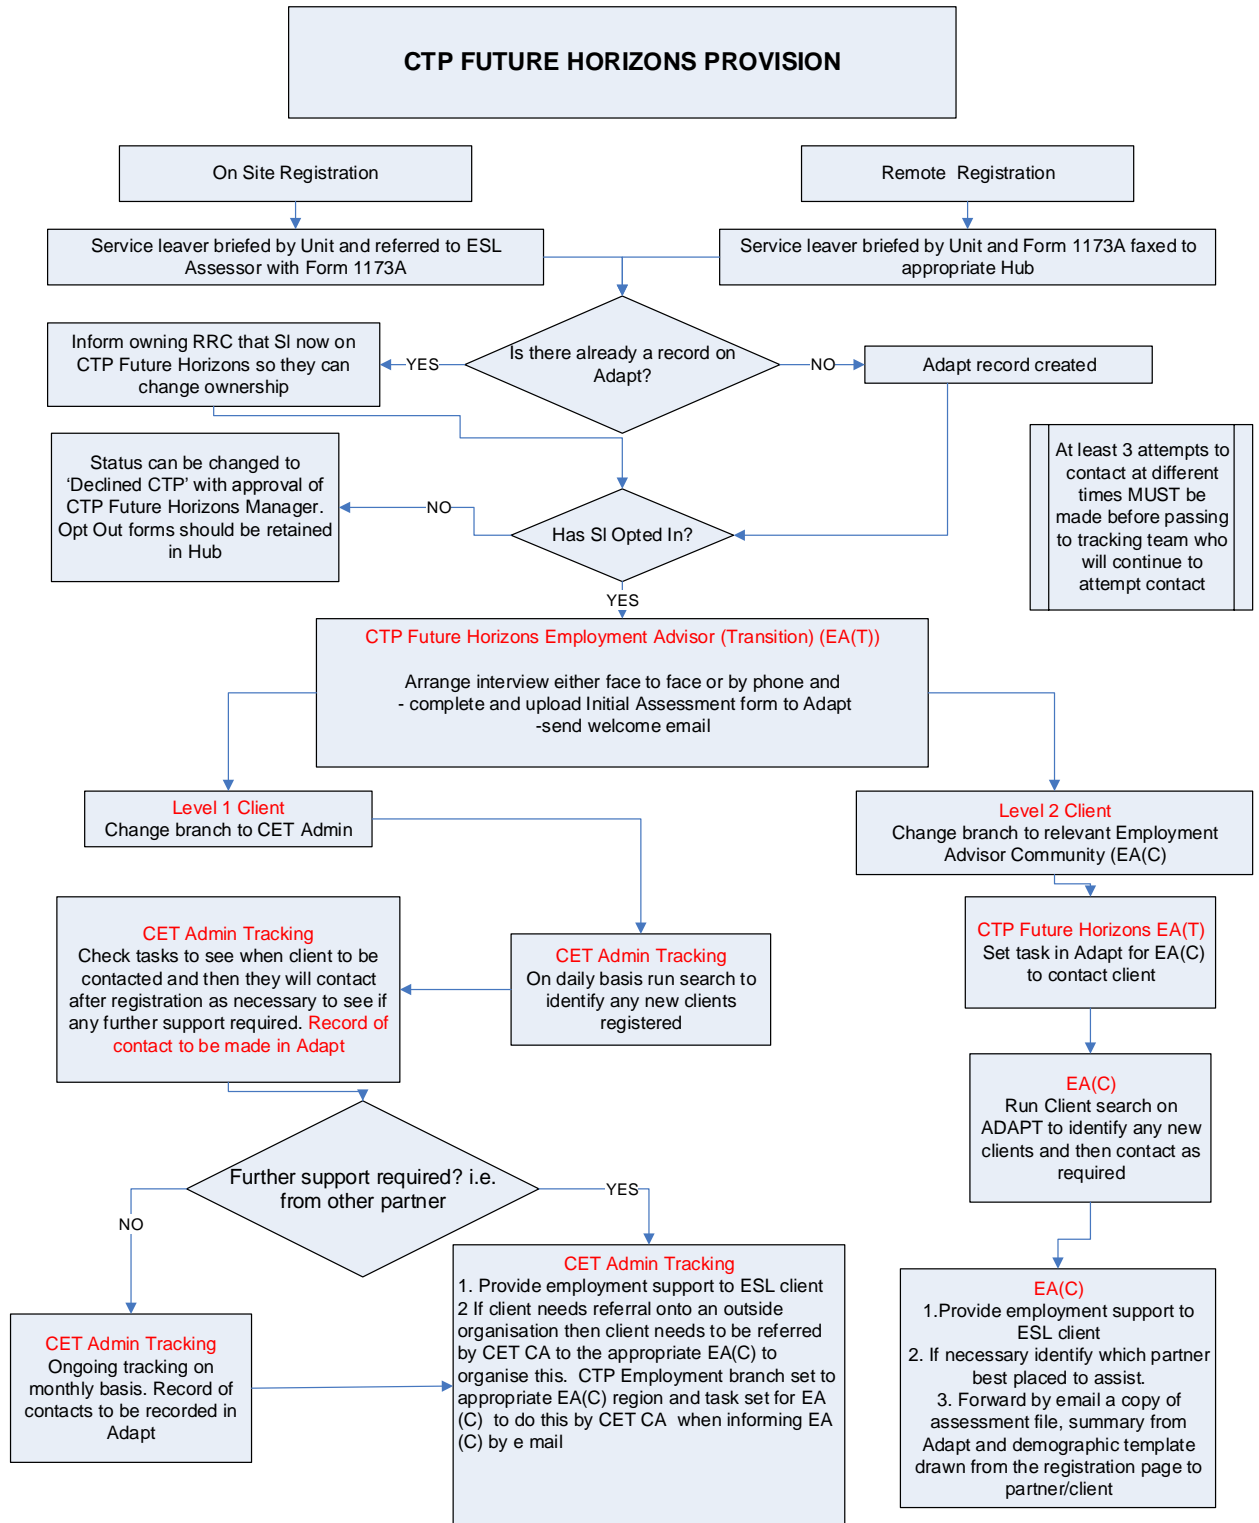 CTP FUTURE HORIZONS PROVISION
On Site Registration
Remote Registration
Service leaver briefed by Unit and referred to ESL
Assessor with Form 1173A
Service leaver briefed by Unit and Form 1173A faxed to
appropriate Hub
Is there already a record on
Adapt?
YES
NO
Inform owning RRC that Sl now on
CTP Future Horizons so they can
change ownership
Adapt record created
Status can be changed to
‘Declined CTP’ with approval of
CTP Future Horizons Manager.
Opt Out forms should be retained
in Hub
NO
Has Sl Opted In?
YES
At least 3 attempts to
contact at different
times MUST be
made before passing
to tracking team who
will continue to
attempt contact
CTP Future Horizons Employment Advisor (Transition) (EA(T))
Arrange interview either face to face or by phone and
- complete and upload Initial Assessment form to Adapt
-send welcome email
Level 1 Client
Change branch to CET Admin
Level 2 Client
Change branch to relevant Employment
Advisor Community (EA(C)
CET Admin Tracking
Check tasks to see when client to be
contacted and then they will contact
after registration as necessary to see if
any further support required. Record of
contact to be made in Adapt
CET Admin Tracking
On daily basis run search to
identify any new clients
registered
CTP Future Horizons EA(T)
Set task in Adapt for EA(C)
to contact client
EA(C)
Run Client search on
ADAPT to identify any new
clients and then contact as
required
Further support required? i.e.
from other partner
YES
NO
CET Admin Tracking
Ongoing tracking on
monthly basis. Record of
contacts to be recorded in
Adapt
CET Admin Tracking
1. Provide employment support to ESL client
2 If client needs referral onto an outside
organisation then client needs to be referred
by CET CA to the appropriate EA(C) to
organise this. CTP Employment branch set to
appropriate EA(C) region and task set for EA
(C) to do this by CET CA when informing EA
(C) by e mail
EA(C)
1.Provide employment support to
ESL client
2. If necessary identify which partner
best placed to assist.
3. Forward by email a copy of
assessment file, summary from
Adapt and demographic template
drawn from the registration page to
partner/client